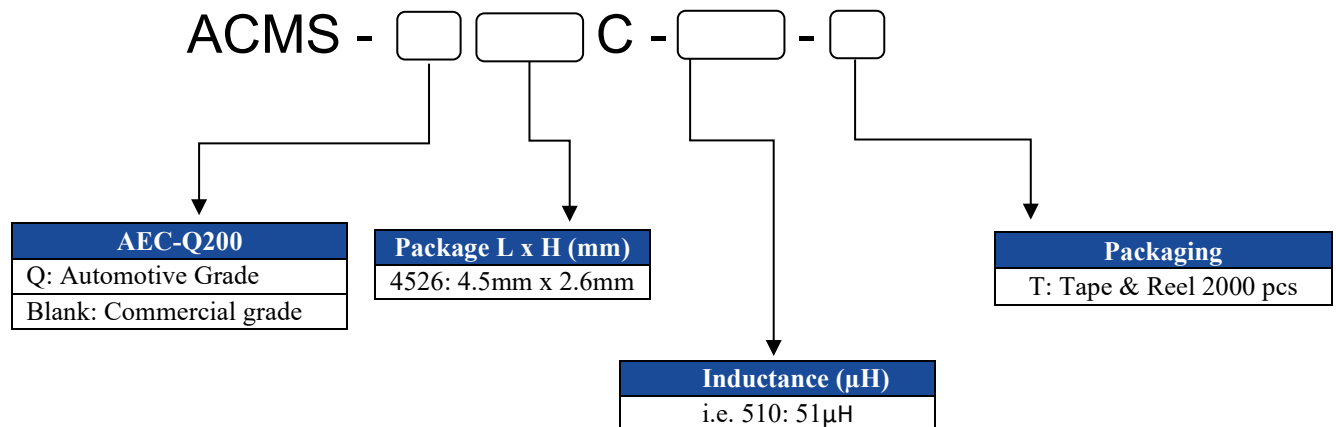 ACMS - C - -
AEC-Q200
Q: Automotive Grade
Blank: Commercial grade
Package L x H (mm)
4526: 4.5mm x 2.6mm
Inductance (µH)
i.e. 510: 51µH
Packaging
T: Tape & Reel 2000 pcs